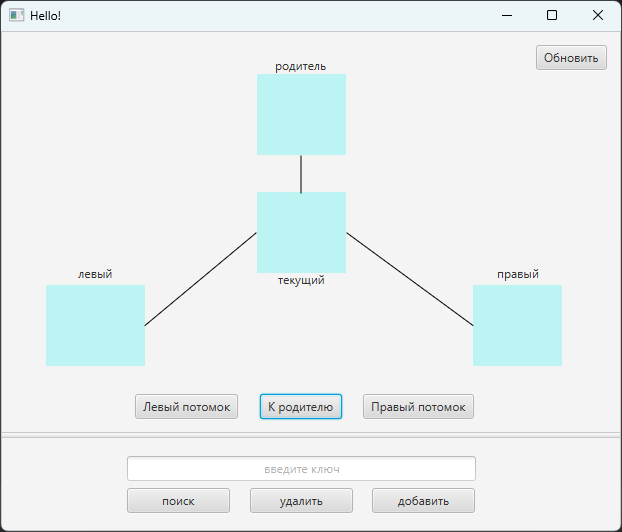 Hello!
Обновить
родитель
текущий
левый
правый
Левый потомок
К родителю
Правый потомок
введите ключ
поиск
удалить
добавить